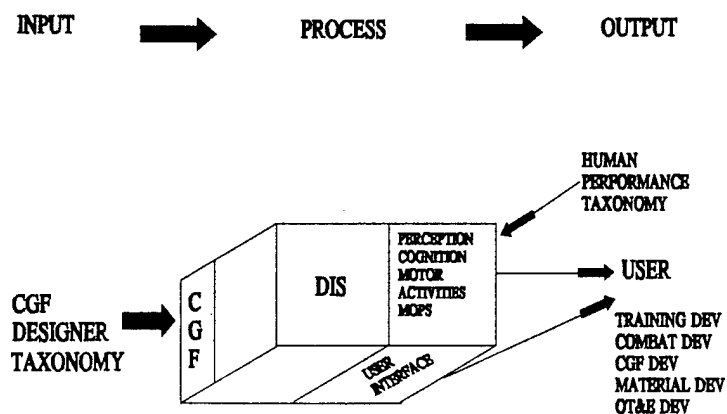 INPUT
PROCESS
OUTPUT
HUMAN
PERFORMANCE
TAXONOMY
PERCEPTION
COGNITION
MOTOR
ACTIVITIES
MOPS
DIS
USER
CGF
DESIGNER
TAXONOMY
C
G
F
USER
INTERFACE
TRAINING DEV
COMBAT DEV
CGF DEV
MATERIAL DEV
OT&E DEV